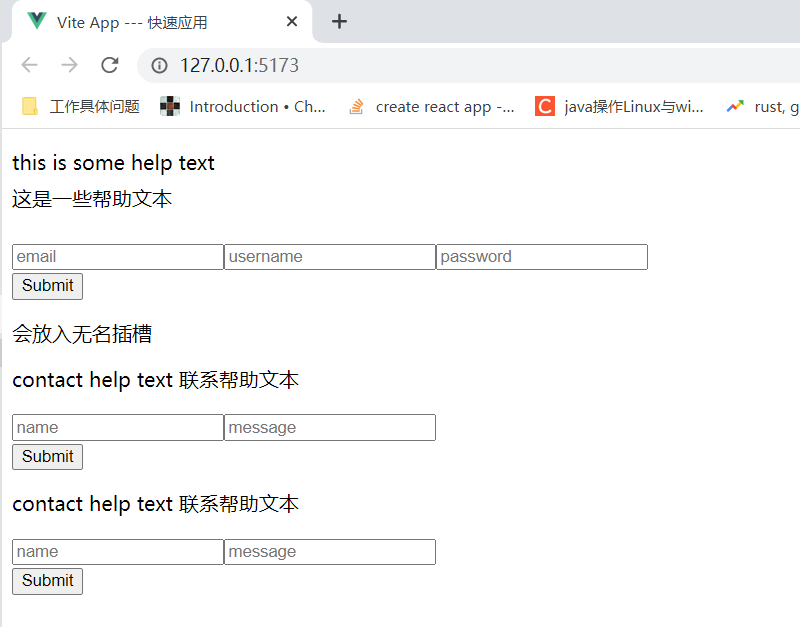 Vite App --- 快速应用
127.0.0.1:5173
工作具体问题 Introduction • Ch... create react app -... C java操作Linux与wi... rust, g
this is some help text
这是一些帮助文本
email username password
Submit
会放入无名插槽
contact help text 联系帮助文本
name message
Submit
contact help text 联系帮助文本
name message
Submit